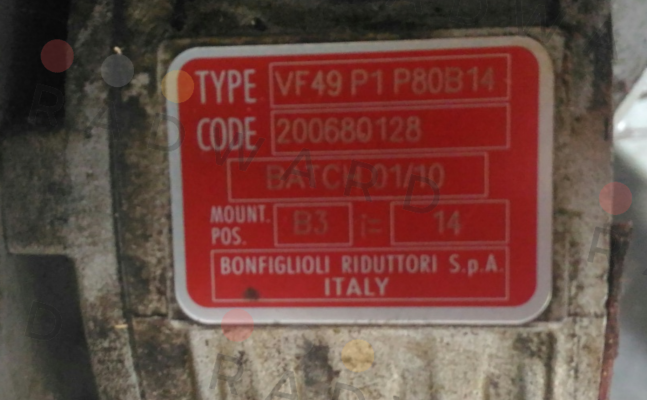 TYPE VF49 P1 P80B14
CODE 200680128
BATCH 01/10
MOUNT. POS. B3 i= 14
BONFIGLIOLI RIDUTTORI S.p.A.
ITALY